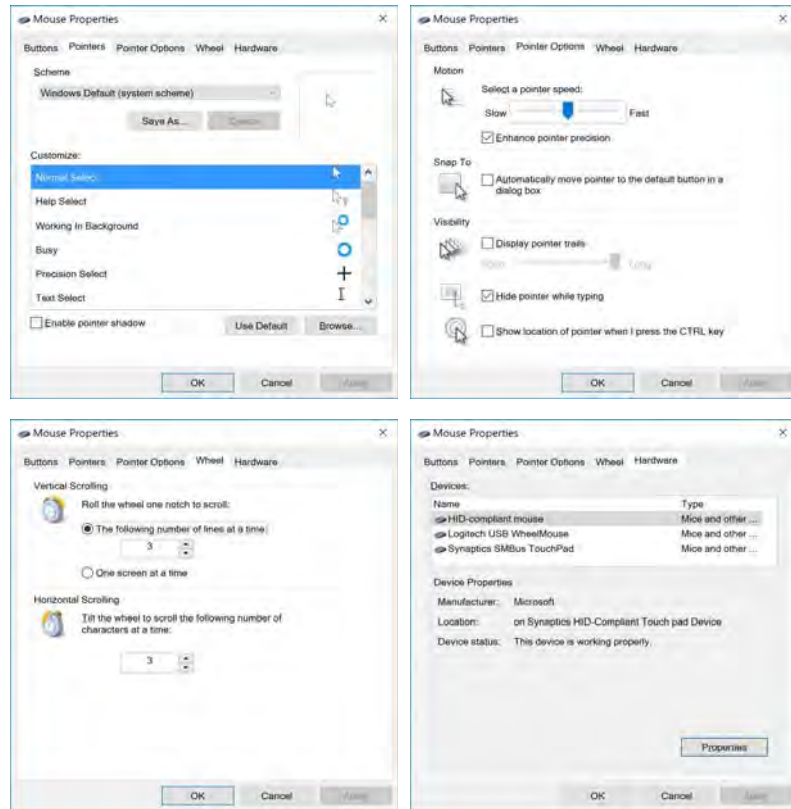 Mouse Properties
Buttons Pointers Pointer Options Wheel Hardware
Scheme
Windows Default (system scheme)
Save As... Delete
Customize:
Normal Select
Help Select
Working In Background
Busy
Precision Select
Text Select
Enable pointer shadow
Use Default Browse...
OK Cancel Apply
Mouse Properties
Buttons Pointers Pointer Options Wheel Hardware
Motion
Select a pointer speed:
Slow Fast
Enhance pointer precision
Snap To
Automatically move pointer to the default button in a
dialog box
Visibility
Display pointer trails
Short Long
Hide pointer while typing
Show location of pointer when I press the CTRL key
OK Cancel Apply
Mouse Properties
Buttons Pointers Pointer Options Wheel Hardware
Vertical Scrolling
Roll the wheel one notch to scroll:
The following number of lines at a time:
3
One screen at a time
Horizontal Scrolling
Tilt the wheel to scroll the following number of
characters at a time:
3
OK Cancel Apply
Mouse Properties
Buttons Pointers Pointer Options Wheel Hardware
Devices:
Name Type
HID-compliant mouse Mice and other ...
Logitech USB WheelMouse Mice and other ...
Synaptics SMBus TouchPad Mice and other ...
Device Properties
Manufacturer: Microsoft
Location: on Synaptics HID-Compliant Touch pad Device
Device status: This device is working properly.
Properties
OK Cancel Apply